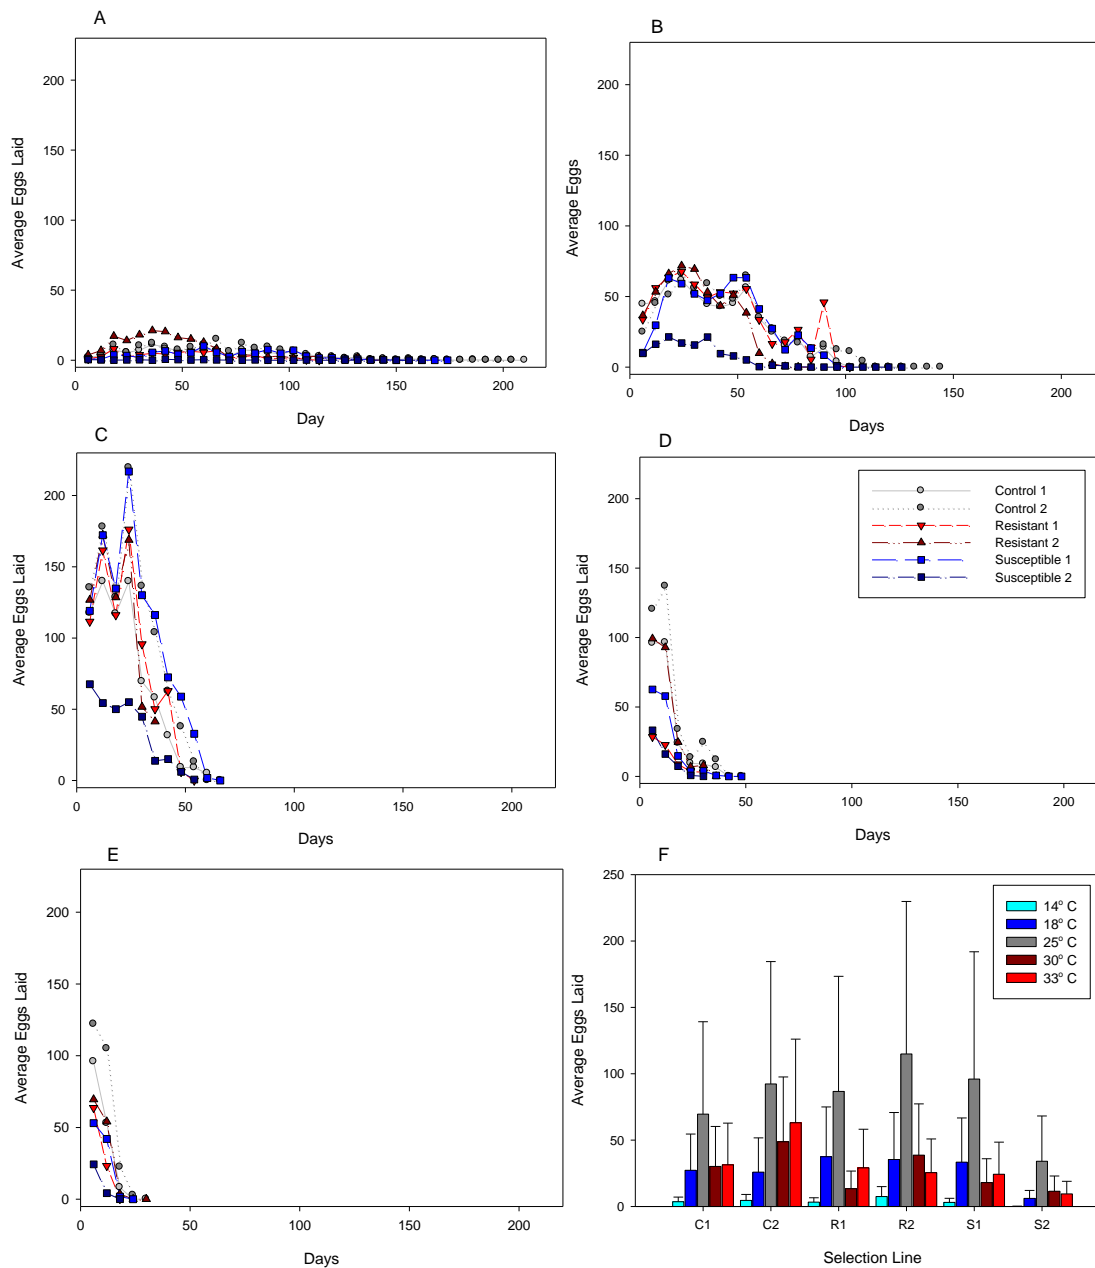 A
Average Eggs Laid
200
150
100
50
0
0 50 100 150 200
Day
B
Average Eggs
200
150
100
50
0
0 50 100 150 200
Days
C
Average Eggs Laid
200
150
100
50
0
0 50 100 150 200
Days
D
Average Eggs Laid
200
150
100
50
0
0 50 100 150 200
Days
Control 1
Control 2
Resistant 1
Resistant 2
Susceptible 1
Susceptible 2
E
Average Eggs Laid
200
150
100
50
0
0 50 100 150 200
Days
F
Average Eggs Laid
250
200
150
100
50
0
C1 C2 R1 R2 S1 S2
Selection Line
14° C
18° C
25° C
30° C
33° C